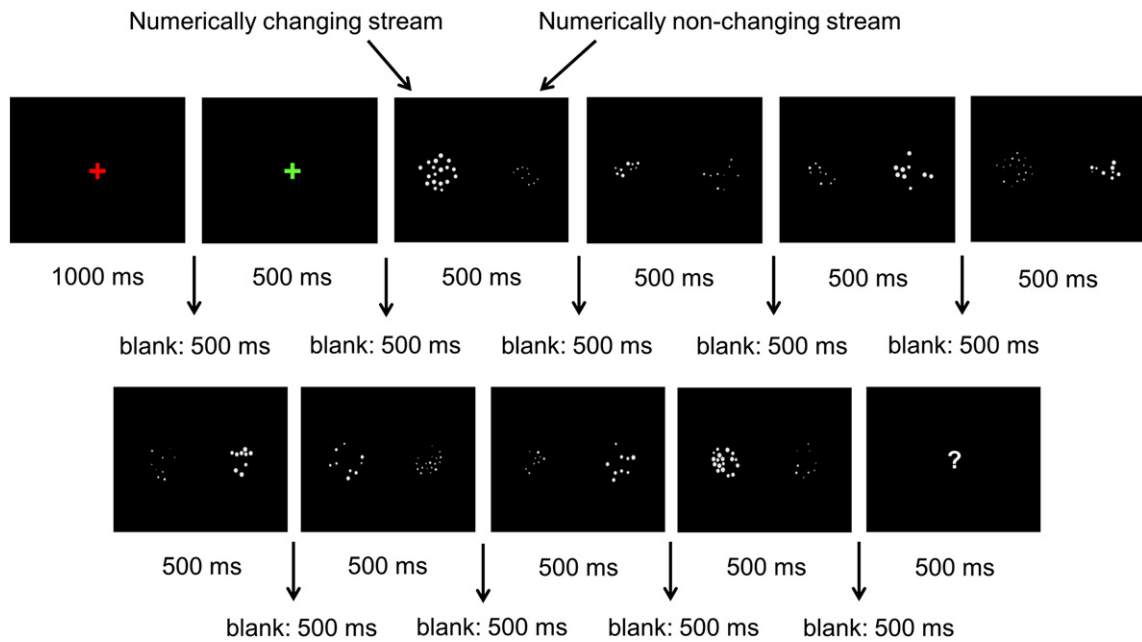 Numerically changing stream Numerically non-changing stream
1000 ms 500 ms 500 ms 500 ms 500 ms 500 ms
blank: 500 ms blank: 500 ms blank: 500 ms blank: 500 ms blank: 500 ms
?
500 ms 500 ms 500 ms 500 ms 500 ms
blank: 500 ms blank: 500 ms blank: 500 ms blank: 500 ms